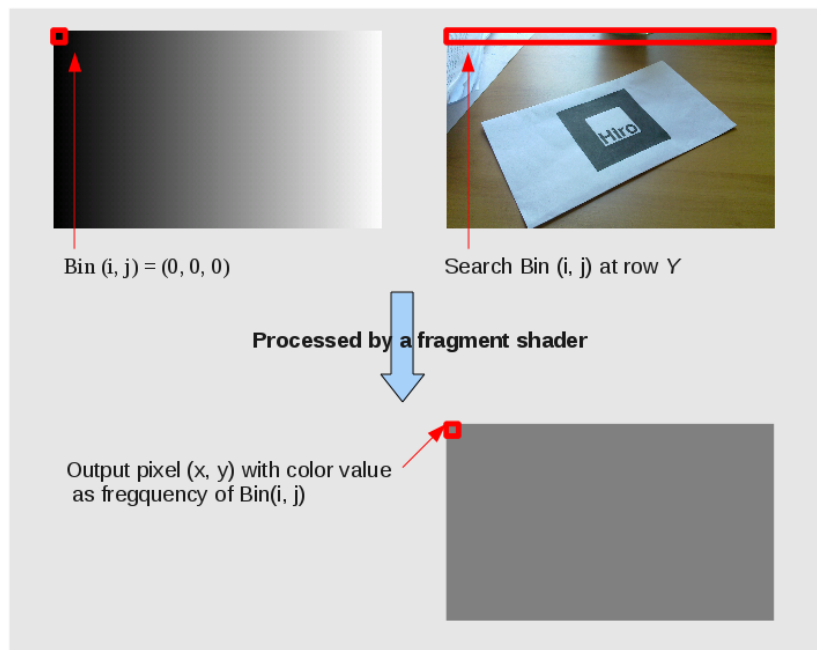 Hiro
Bin (i, j) = (0, 0, 0)
Search Bin (i, j) at row Y
Processed by a fragment shader
Output pixel (x, y) with color value
as fregquency of Bin(i, j)